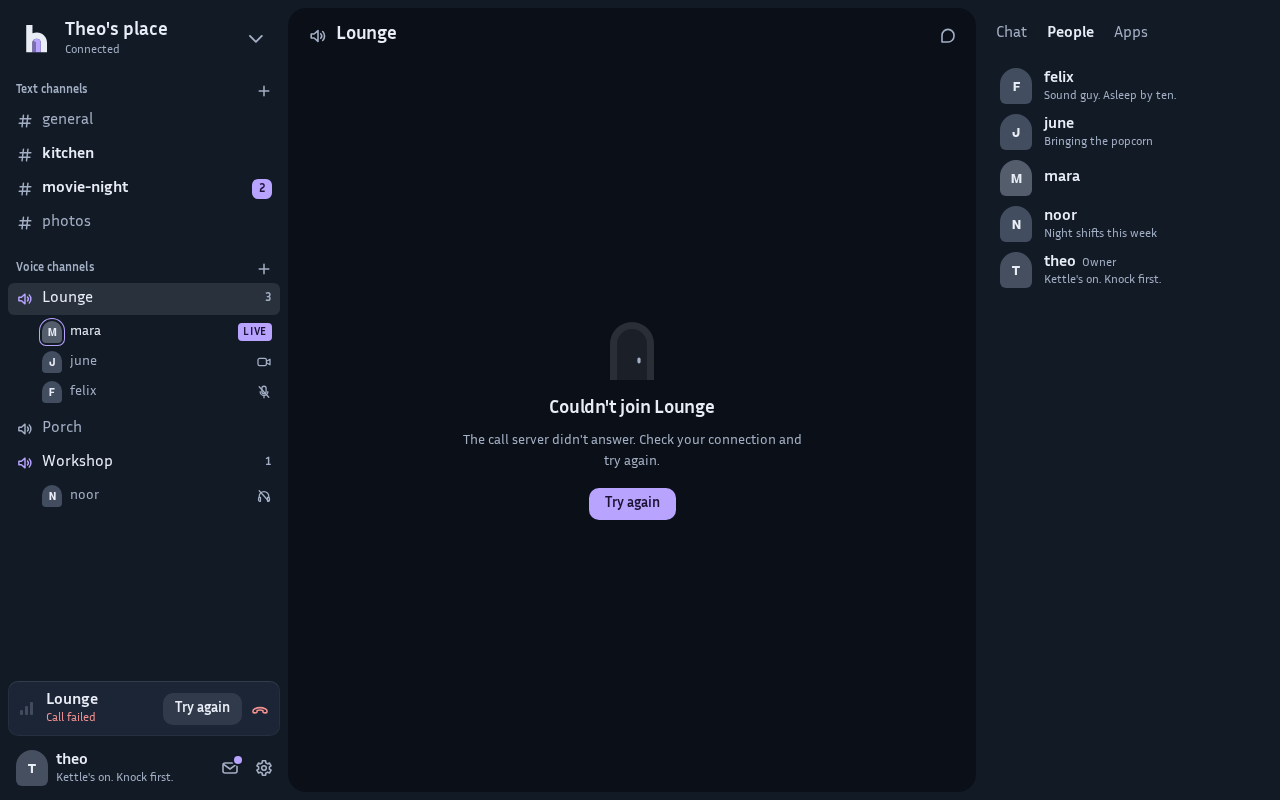 Theo's place
Connected
Text channels
general
kitchen
movie-night
2
photos
Voice channels
Lounge
3
M
mara
LIVE
J
june
F
felix
Porch
Workshop
1
N
noor
Lounge
Call failed
Try again
T
theo
Kettle's on. Knock first.
Lounge
Couldn't join Lounge
The call server didn't answer. Check your connection and
try again.
Try again
Chat
People
Apps
F
felix
Sound guy. Asleep by ten.
J
june
Bringing the popcorn
M
mara
N
noor
Night shifts this week
T
theo Owner
Kettle's on. Knock first.